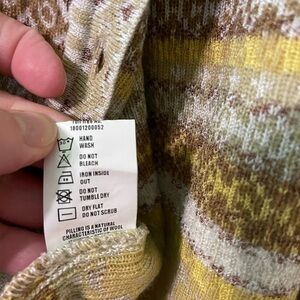 18001200052
HAND
WASH
DO NOT
BLEACH
IRON INSIDE
OUT
DO NOT
TUMBLE DRY
DRY FLAT
DO NOT SCRUB
PILLING IS A NATURAL
CHARACTERISTIC OF WOOL